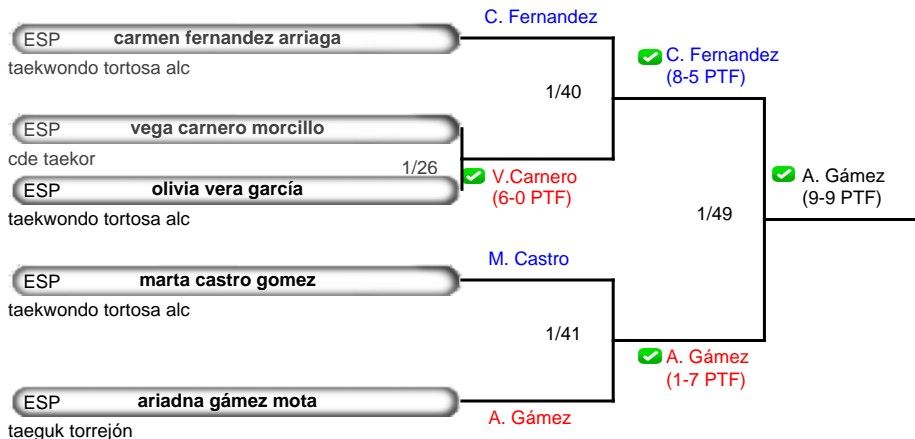 C. Fernandez
ESP carmen fernandez arriaga
taekwondo tortosa alc
C. Fernandez
(8-5 PTF)
1/40
ESP vega carnero morcillo
cde taekor
1/26
V.Carnero
(6-0 PTF)
ESP olivia vera garcía
taekwondo tortosa alc
A. Gámez
(9-9 PTF)
1/49
M. Castro
ESP marta castro gomez
taekwondo tortosa alc
1/41
A. Gámez
(1-7 PTF)
ESP ariadna gámez mota
A. Gámez
taeguk torrejón